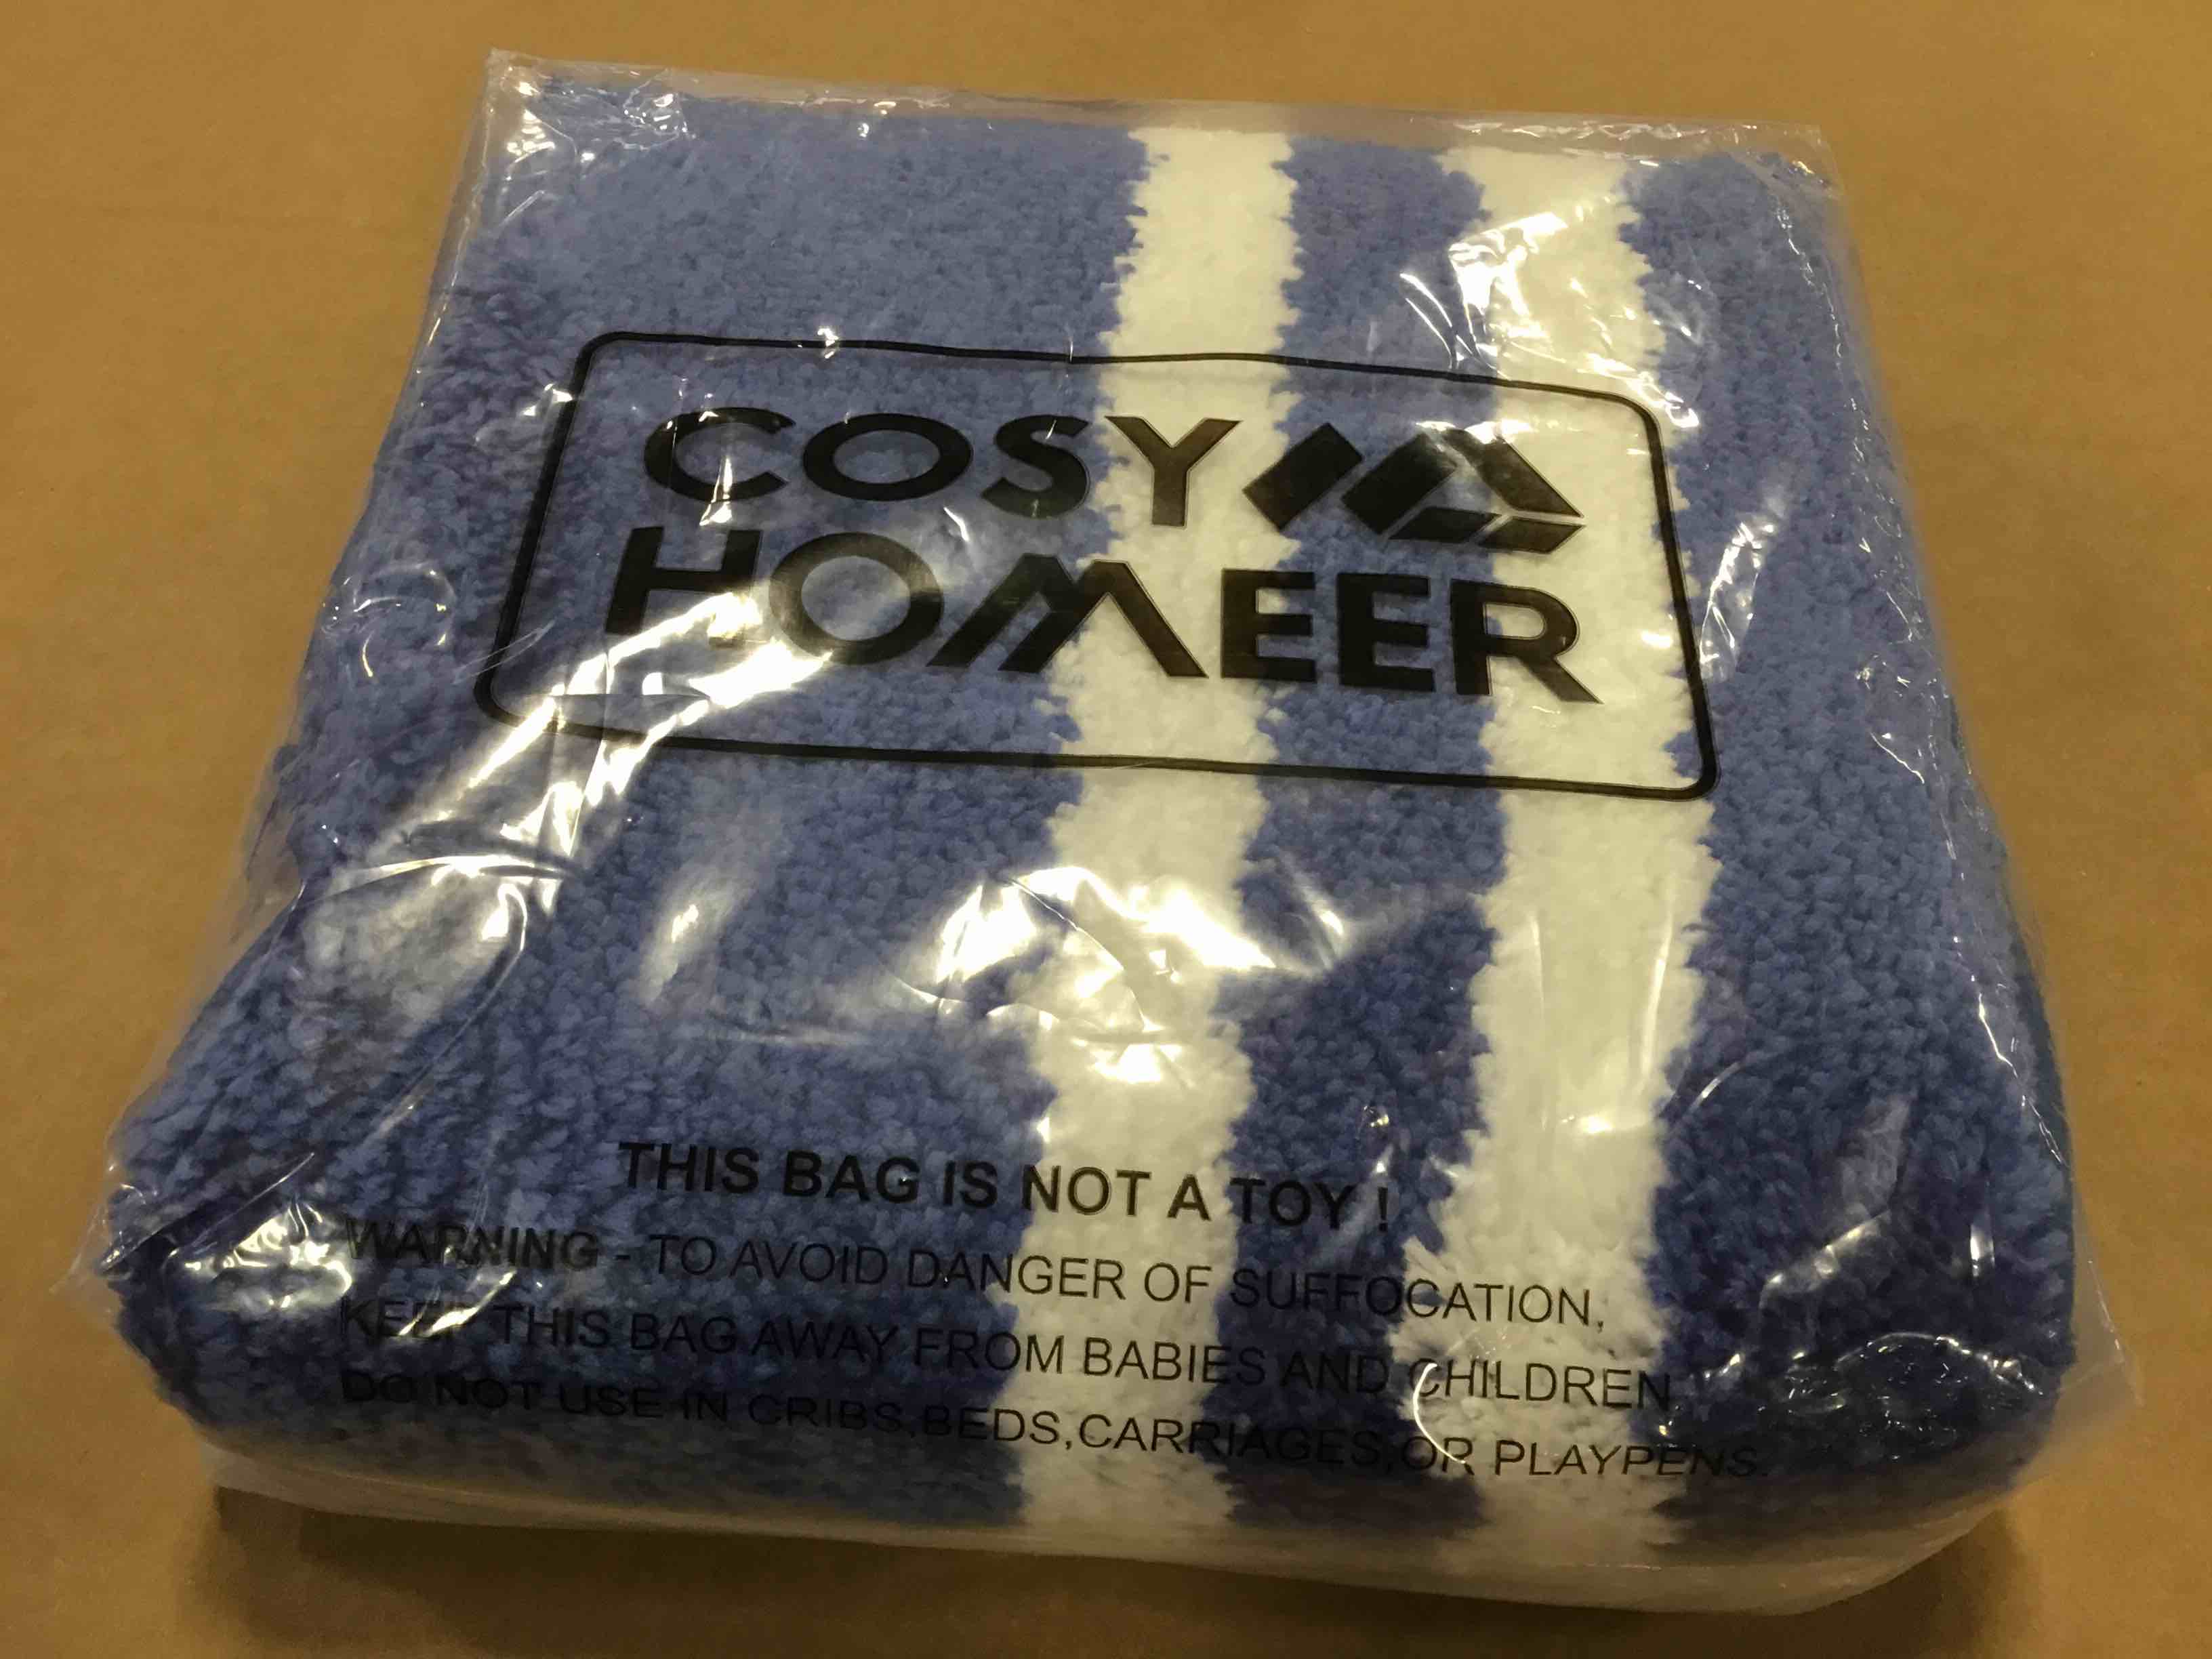 COSY
HOMEER
THIS BAG IS NOT A TOY !
WARNING - TO AVOID DANGER OF SUFFOCATION,
KEEP THIS BAG AWAY FROM BABIES AND CHILDREN
DO NOT USE IN CRIBS,BEDS,CARRIAGES,OR PLAYPENS.